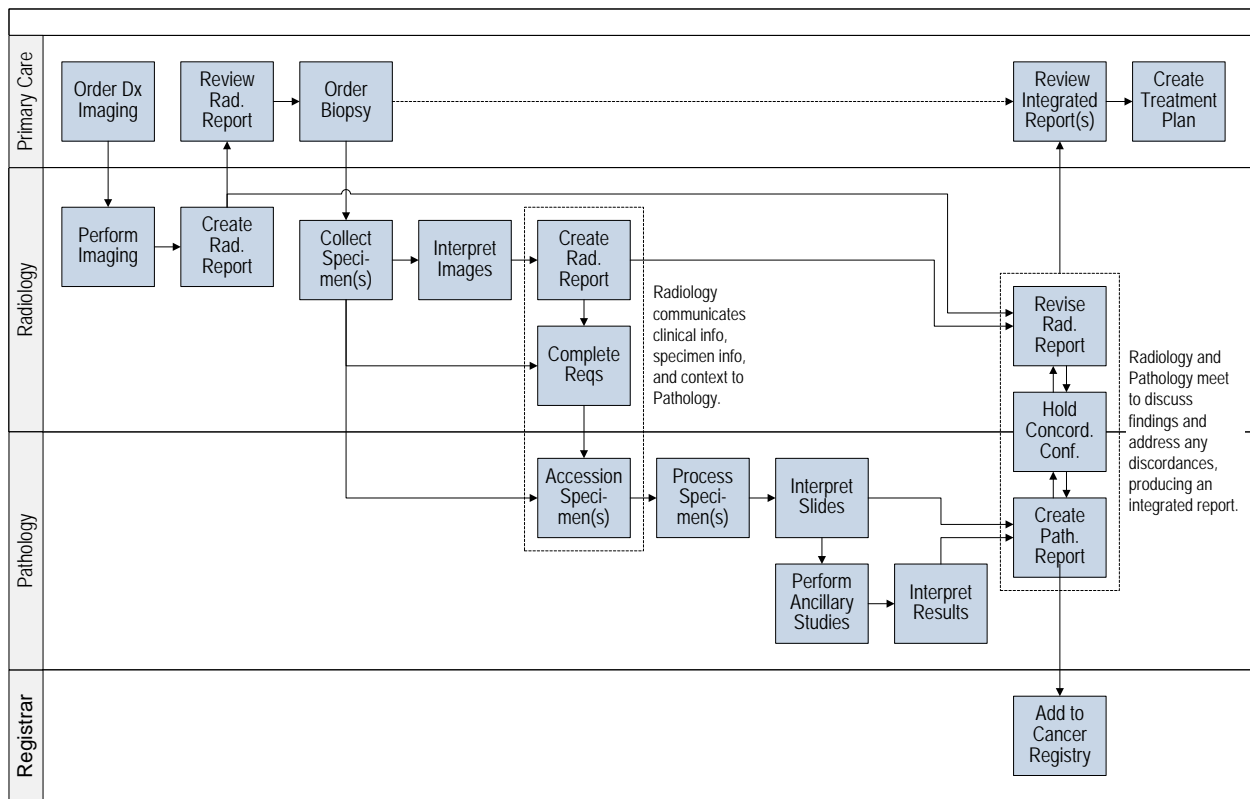 Primary Care
Order Dx
Imaging
Review
Rad.
Report
Order
Biopsy
Review
Integrated
Report(s)
Create
Treatment
Plan
Radiology
Perform
Imaging
Create
Rad.
Report
Collect
Speci-
men(s)
Interpret
Images
Create
Rad.
Report
Complete
Reqs
Radiology
communicates
clinical info,
specimen info,
and context to
Pathology.
Revise
Rad.
Report
Hold
Concord.
Conf.
Radiology and
Pathology meet
to discuss
findings and
address any
discordances,
producing an
integrated report.
Pathology
Accession
Speci-
men(s)
Process
Speci-
men(s)
Interpret
Slides
Create
Path.
Report
Perform
Ancillary
Studies
Interpret
Results
Registrar
Add to
Cancer
Registry